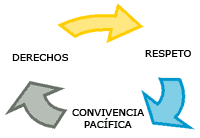 RESPETO
DERECHOS
CONVIVENCIA
PACÍFICA